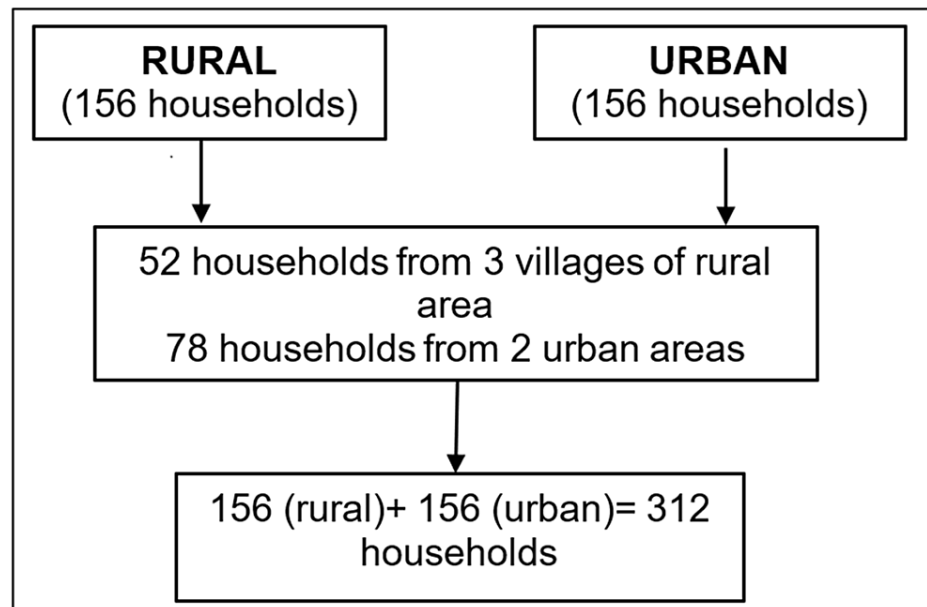 RURAL
(156 households)
URBAN
(156 households)
52 households from 3 villages of rural
area
78 households from 2 urban areas
156 (rural)+ 156 (urban)= 312
households